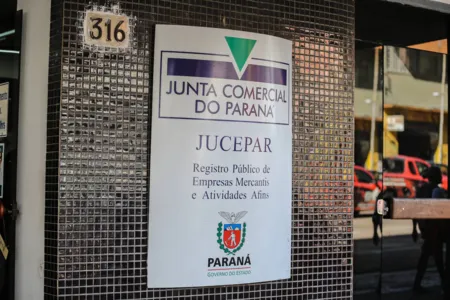 316
JUNTA COMERCIAL
DO PARANÁ
JUCEPAR
Registro Público de
Empresas Mercantis
e Atividades Afins
PARANÁ
GOVERNO DO ESTADO